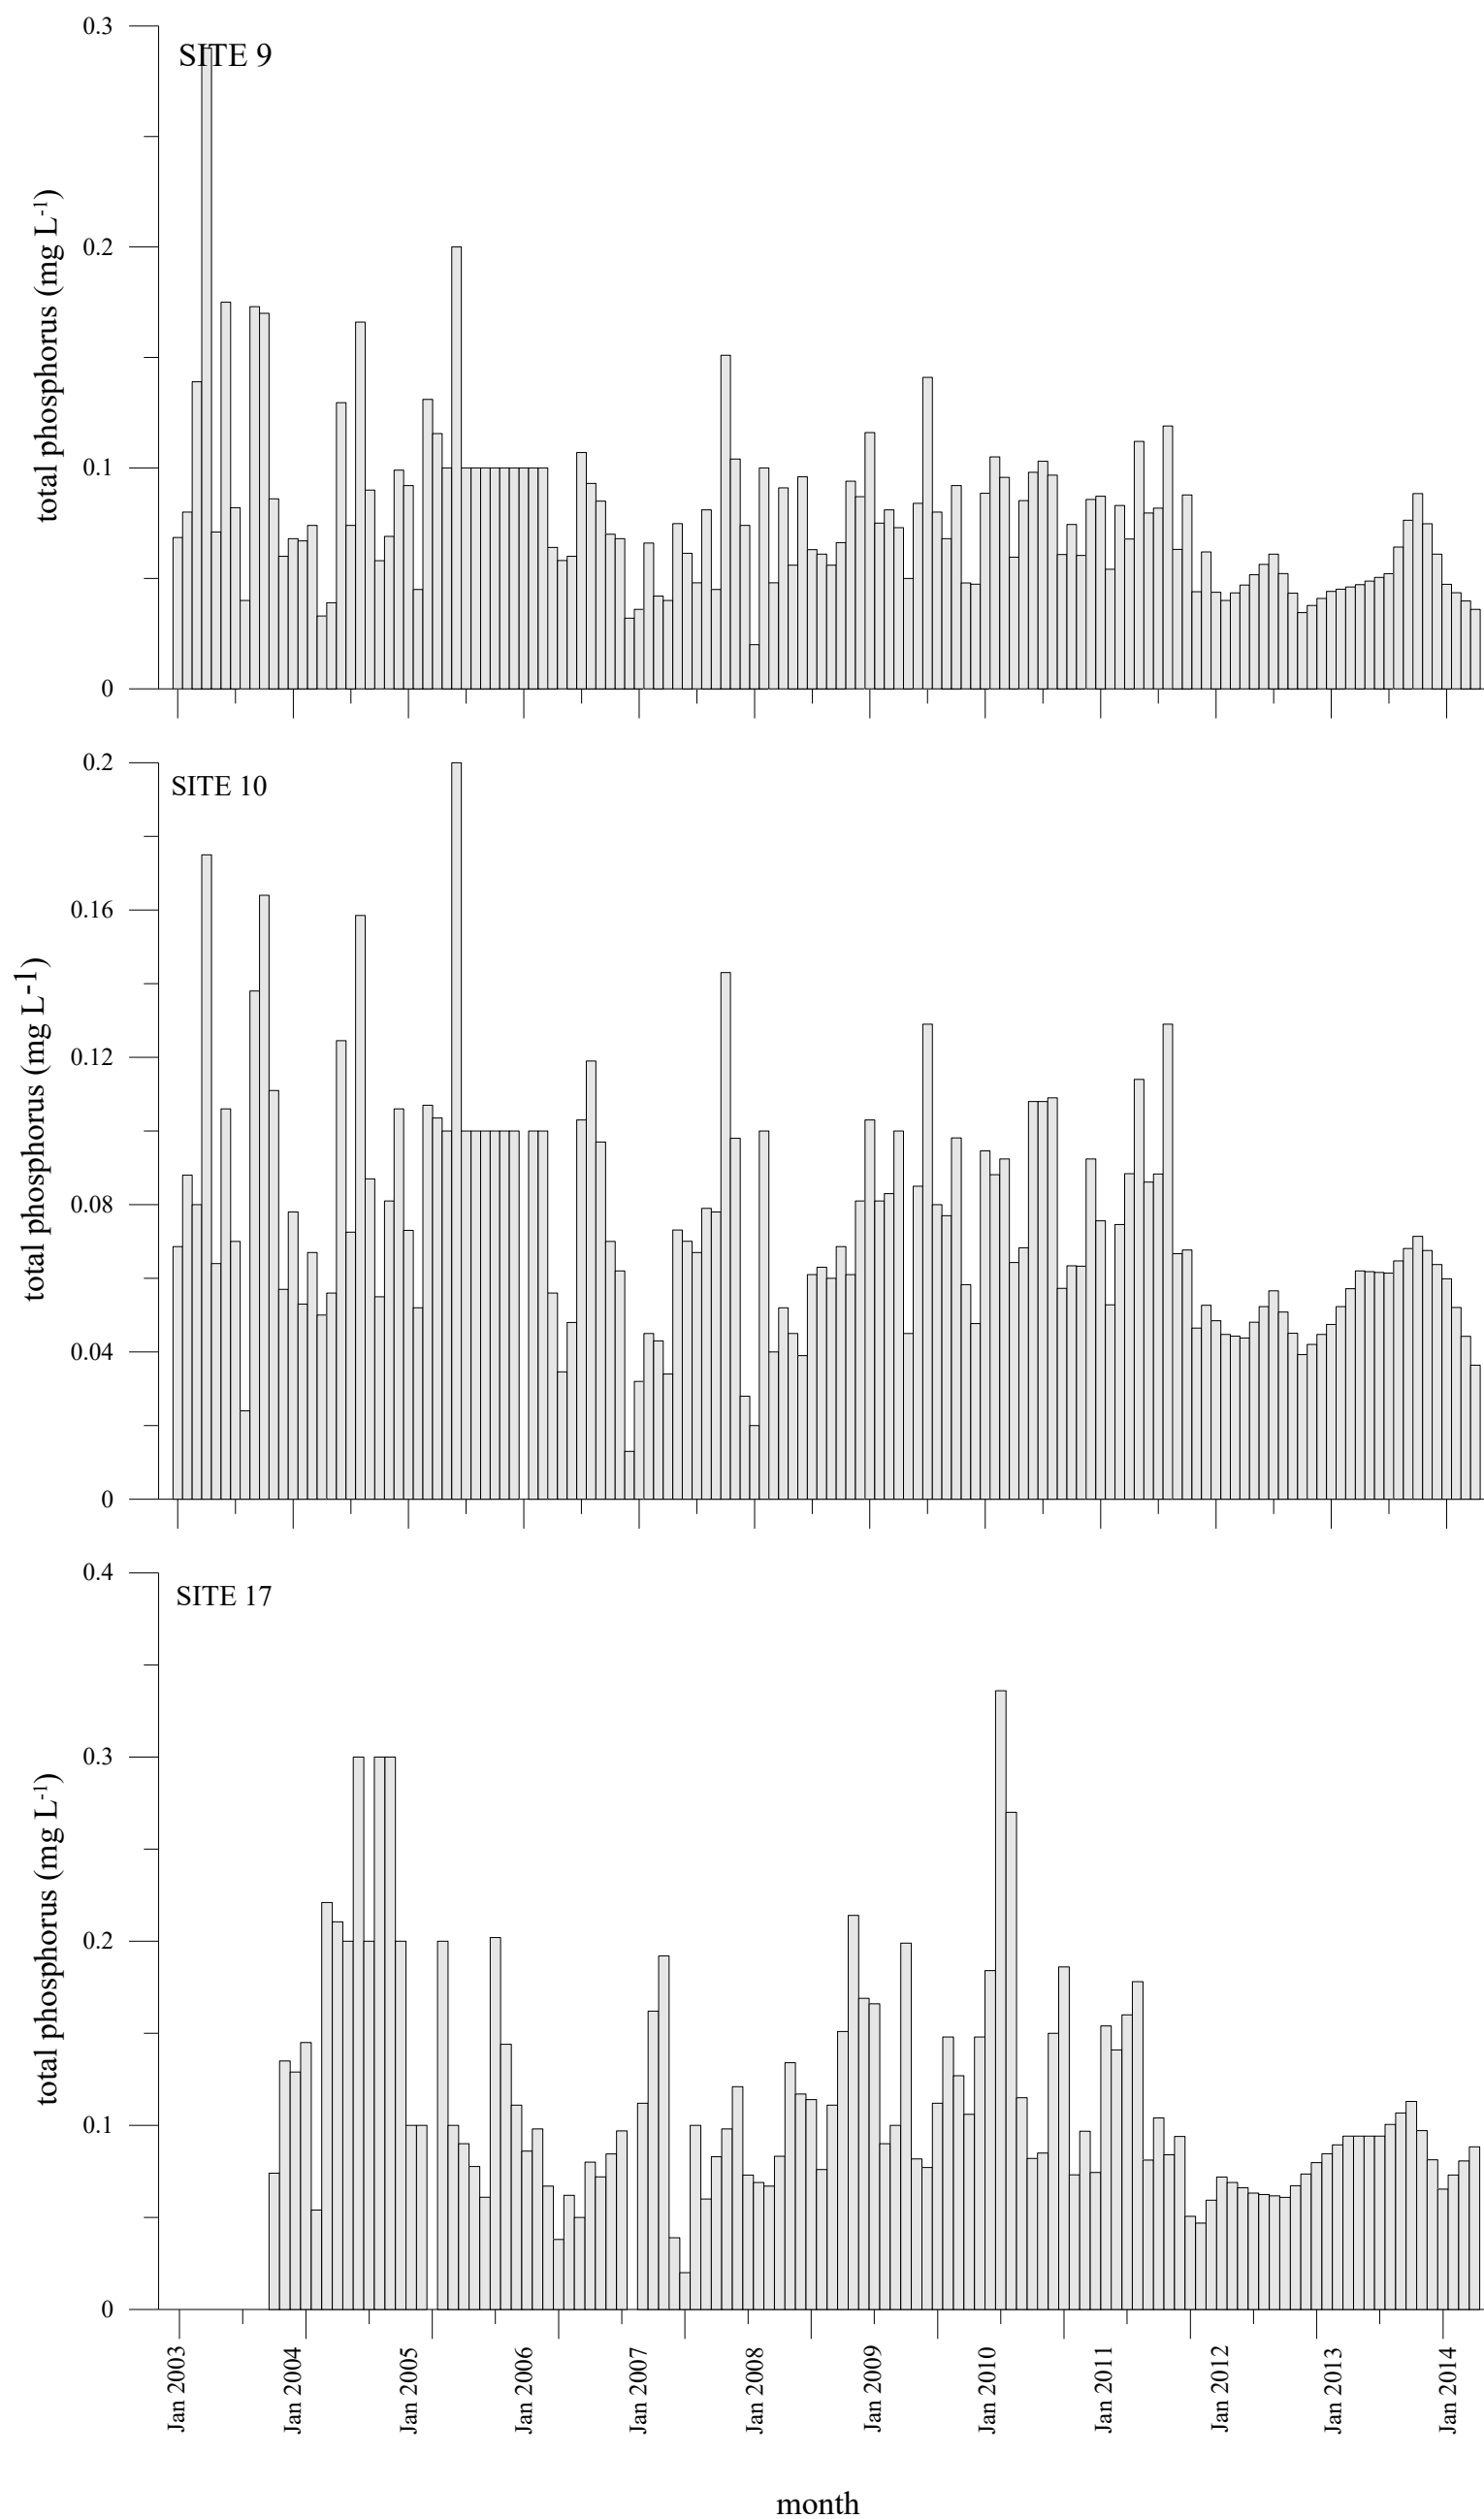 0.3
SITE 9
0.2
0.1
0
total phosphorus (mg L-1)
0.2
SITE 10
0.16
0.12
0.08
0.04
0
total phosphorus (mg L-1)
0.4
SITE 17
0.3
0.2
0.1
0
total phosphorus (mg L-1)
Jan 2003
Jan 2004
Jan 2005
Jan 2006
Jan 2007
Jan 2008
Jan 2009
Jan 2010
Jan 2011
Jan 2012
Jan 2013
Jan 2014
month